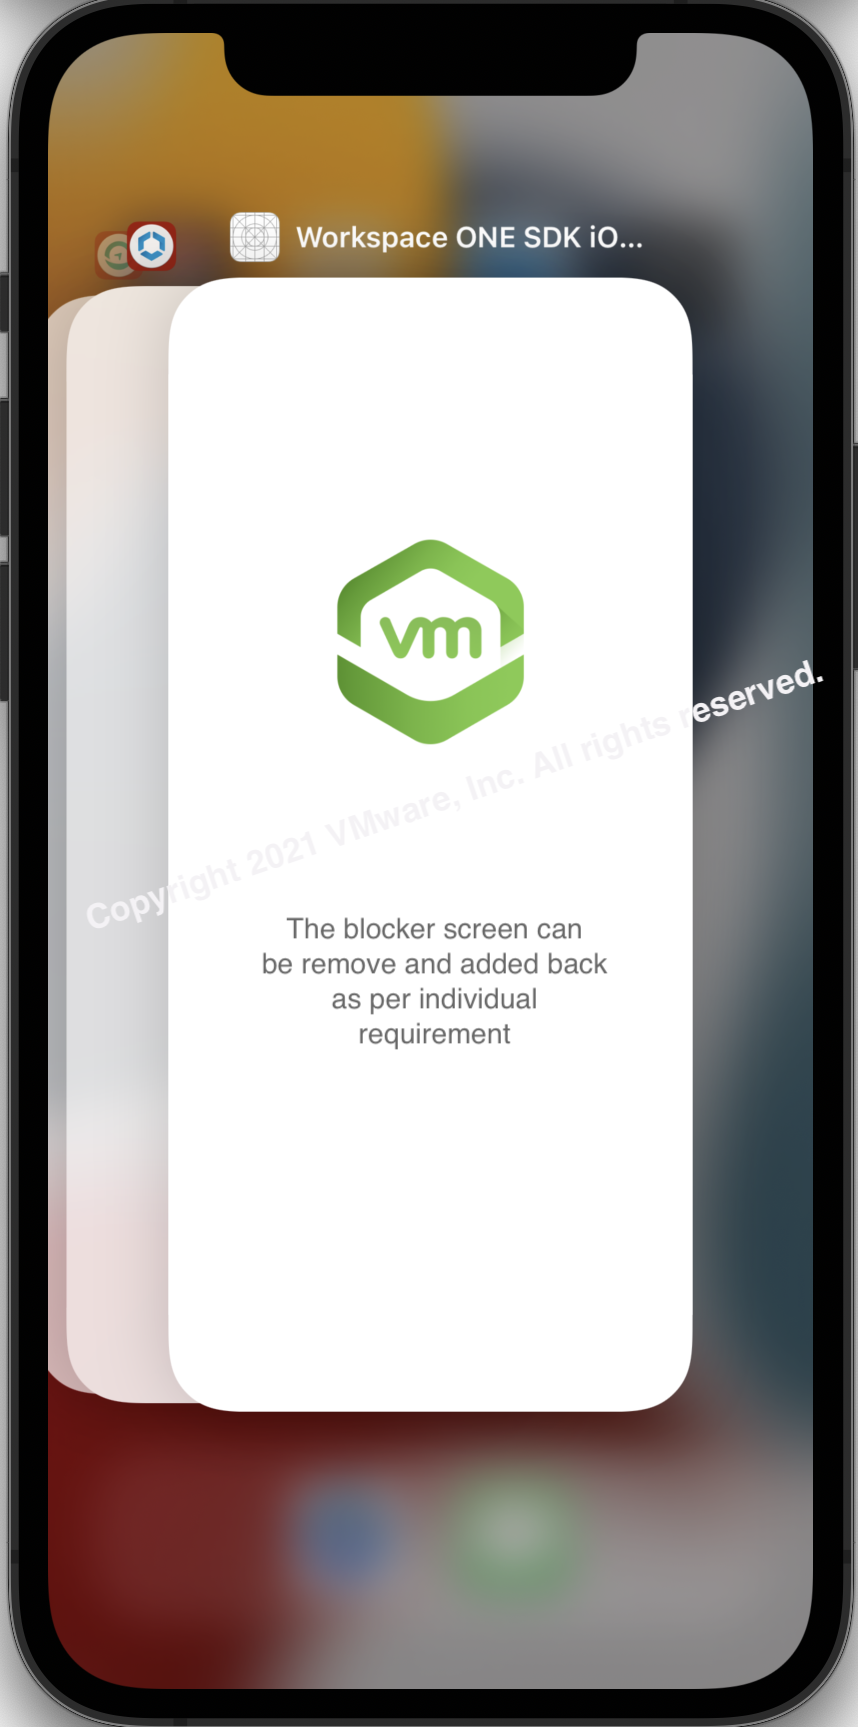 Workspace ONE SDK iO...
vm
Copyright 2021 VMware, Inc. All rights reserved.
The blocker screen can
be remove and added back
as per individual
requirement